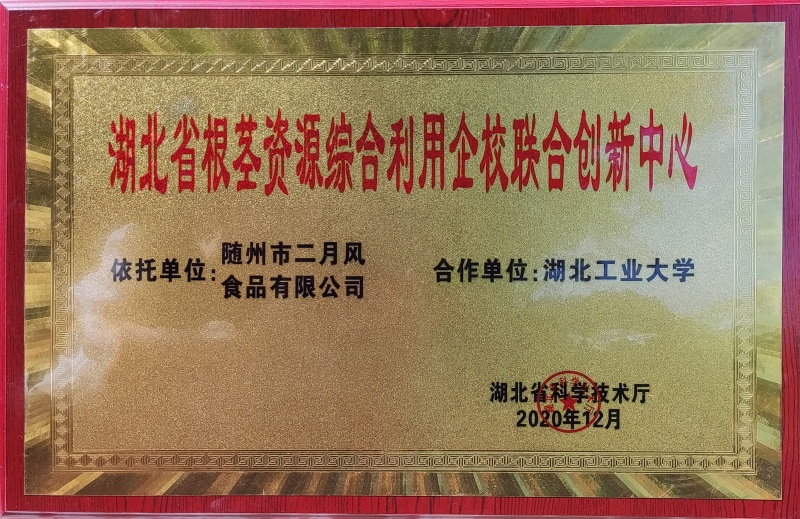 湖北省根茎资源综合利用企校联合创新中心
依托单位:随州市二月风食品有限公司
合作单位:湖北工业大学
湖北省科学技术厅
2020年12月